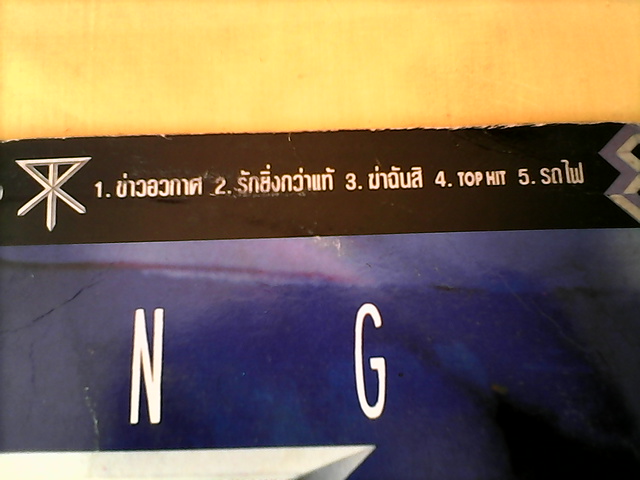 1. ข่าวอวกาศ 2. รักยิ่งกว่าแท้ 3. ฆ่าฉันสิ 4. TOP HIT 5. รถไฟ
N G